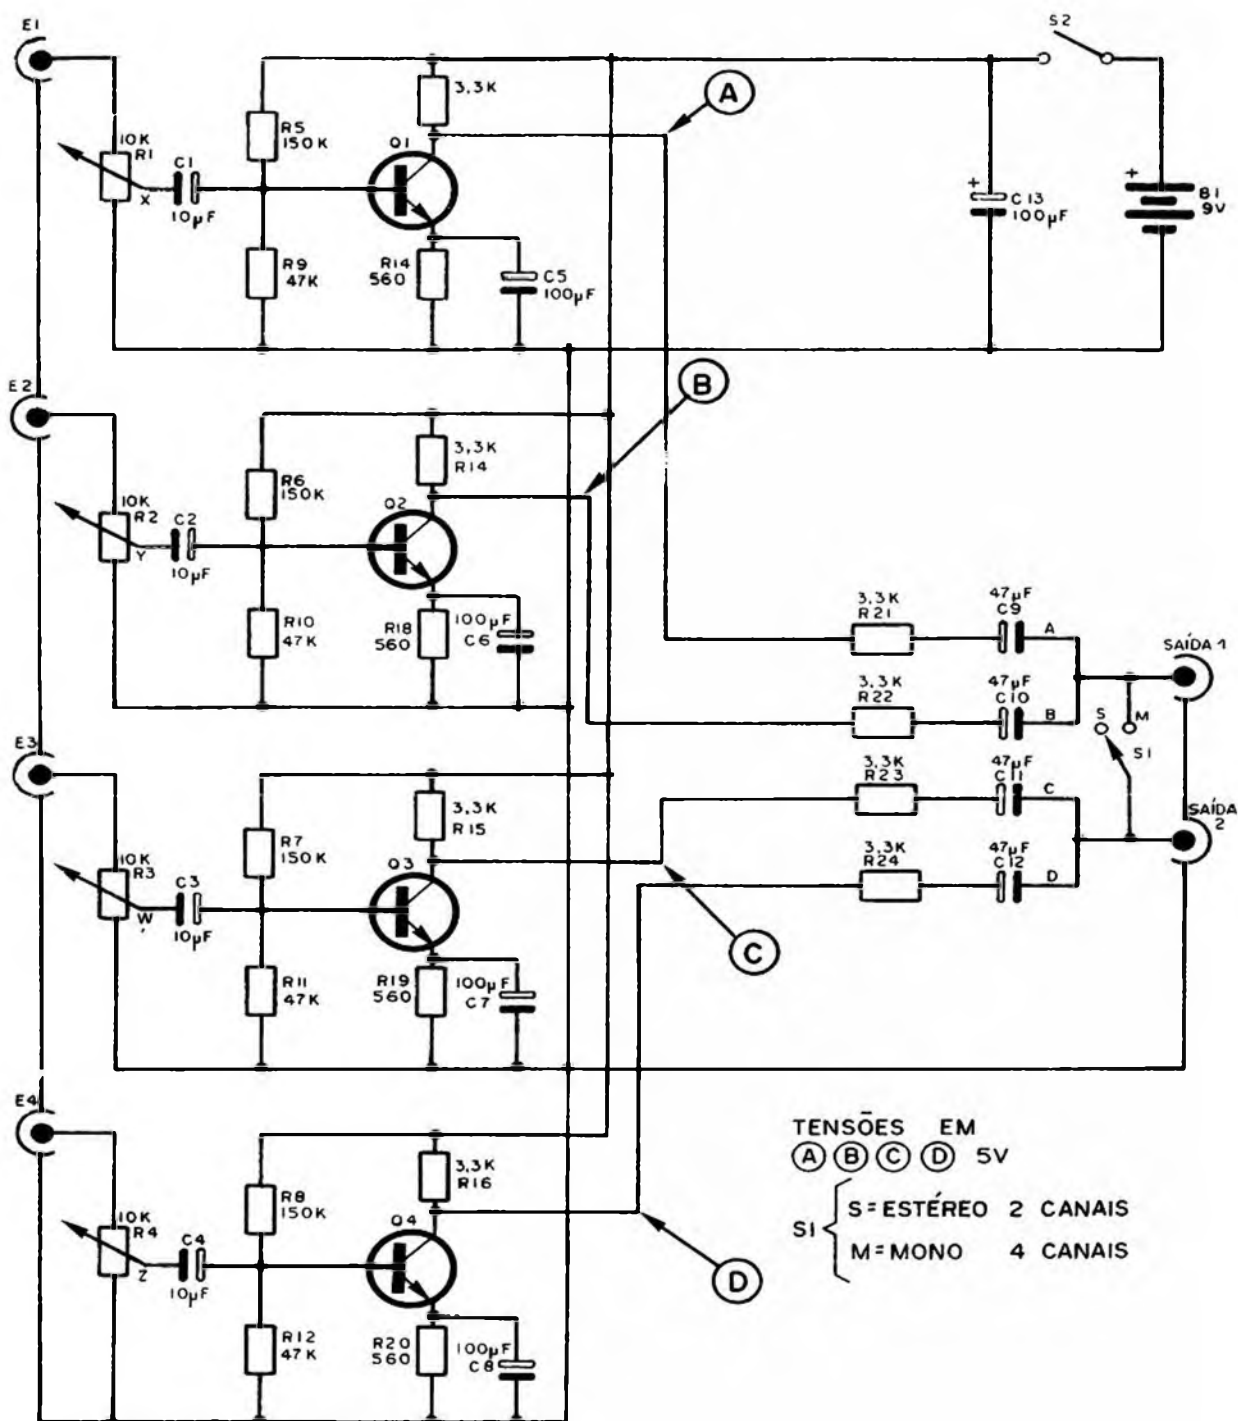 E1
S2
3,3K
A
10K
R1
R5
150K
Q1
C1
X
10µF
+
C13
100µF
+
B1
9V
R9
47K
R14
560
C5
100µF
E2
B
3,3K
R14
10K
R2
R6
150K
Q2
C2
Y
10µF
R10
47K
R18
560
100µF
C6
3,3K
R21
47µF
C9
A
SAÍDA 1
3,3K
R22
47µF
C10
B
S
M
S1
E3
3,3K
R23
47µF
C11
C
SAÍDA
2
3,3K
R15
10K
R3
R7
150K
Q3
C3
W
10µF
3,3K
R24
47µF
C12
D
C
R11
47K
R19
560
100µF
C7
E4
TENSÕES EM
A B C D 5V
3,3K
R16
10K
R4
R8
150K
Q4
C4
Z
10µF
D
S1
S=ESTÉREO 2 CANAIS
M=MONO 4 CANAIS
R12
47K
R20
560
100µF
C8